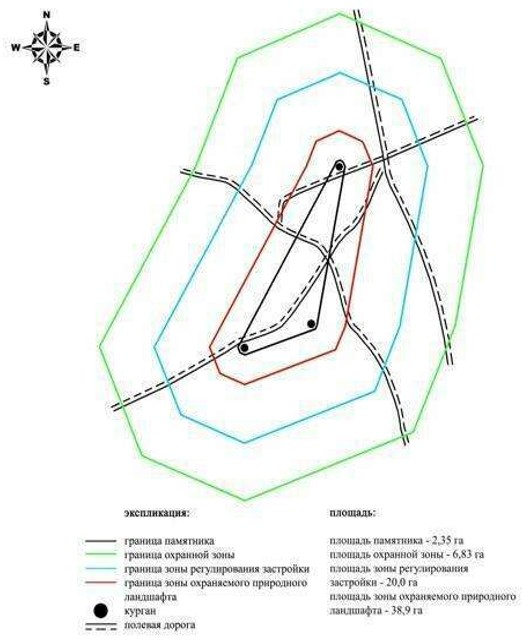 N
W E
S
экспликация:
площадь:
граница памятника
граница охранной зоны
граница зоны регулирования застройки
граница зоны охраняемого природного
ландшафта
курган
полевая дорога
площадь памятника - 2,35 га
площадь охранной зоны - 6,83 га
площадь зоны регулирования
застройки - 20,0 га
площадь зоны охраняемого природного
ландшафта - 38,9 га